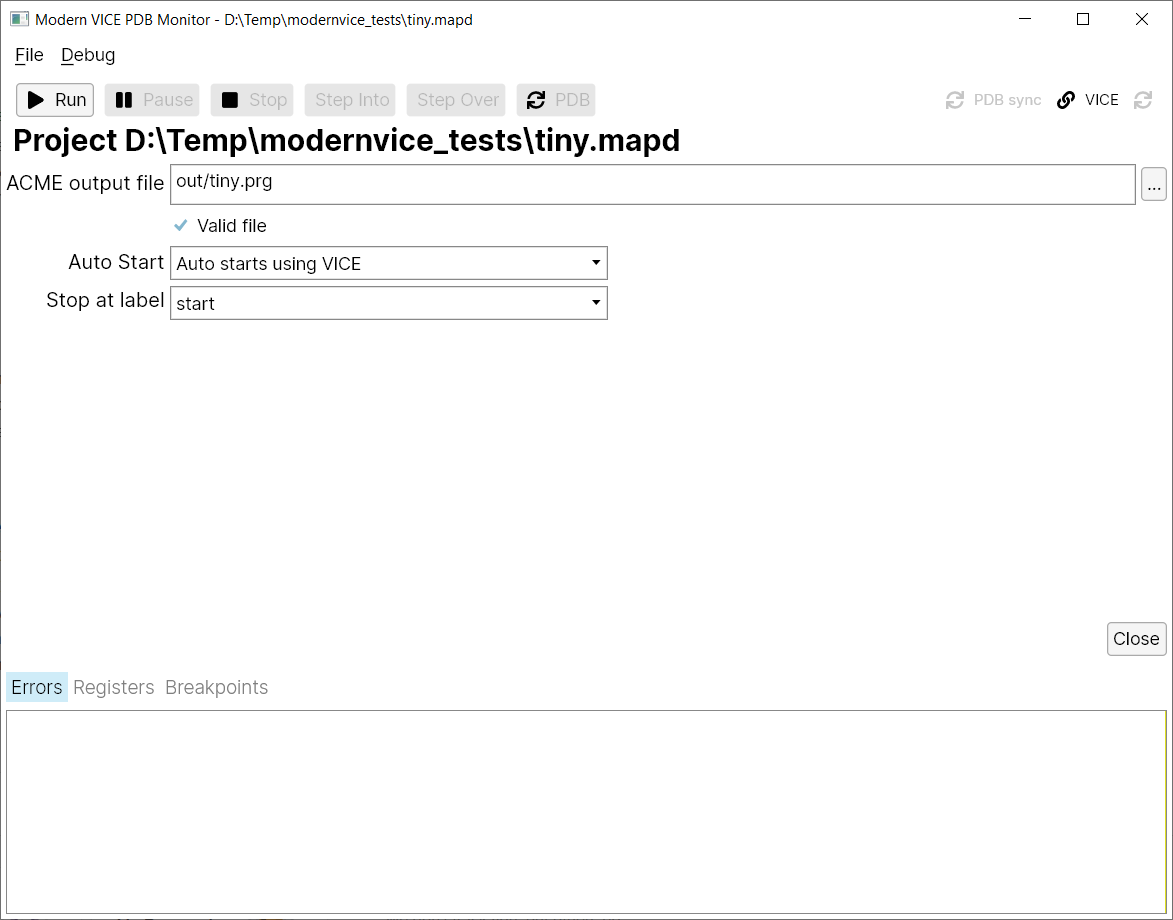 Modern VICE PDB Monitor - D:\Temp\modernvice_tests\tiny.mapd
File Debug
Run Pause Stop Step Into Step Over PDB PDB sync VICE
Project D:\Temp\modernvice_tests\tiny.mapd
ACME output file out/tiny.prg ...
Valid file
Auto Start Auto starts using VICE
Stop at label start
Close
Errors Registers Breakpoints